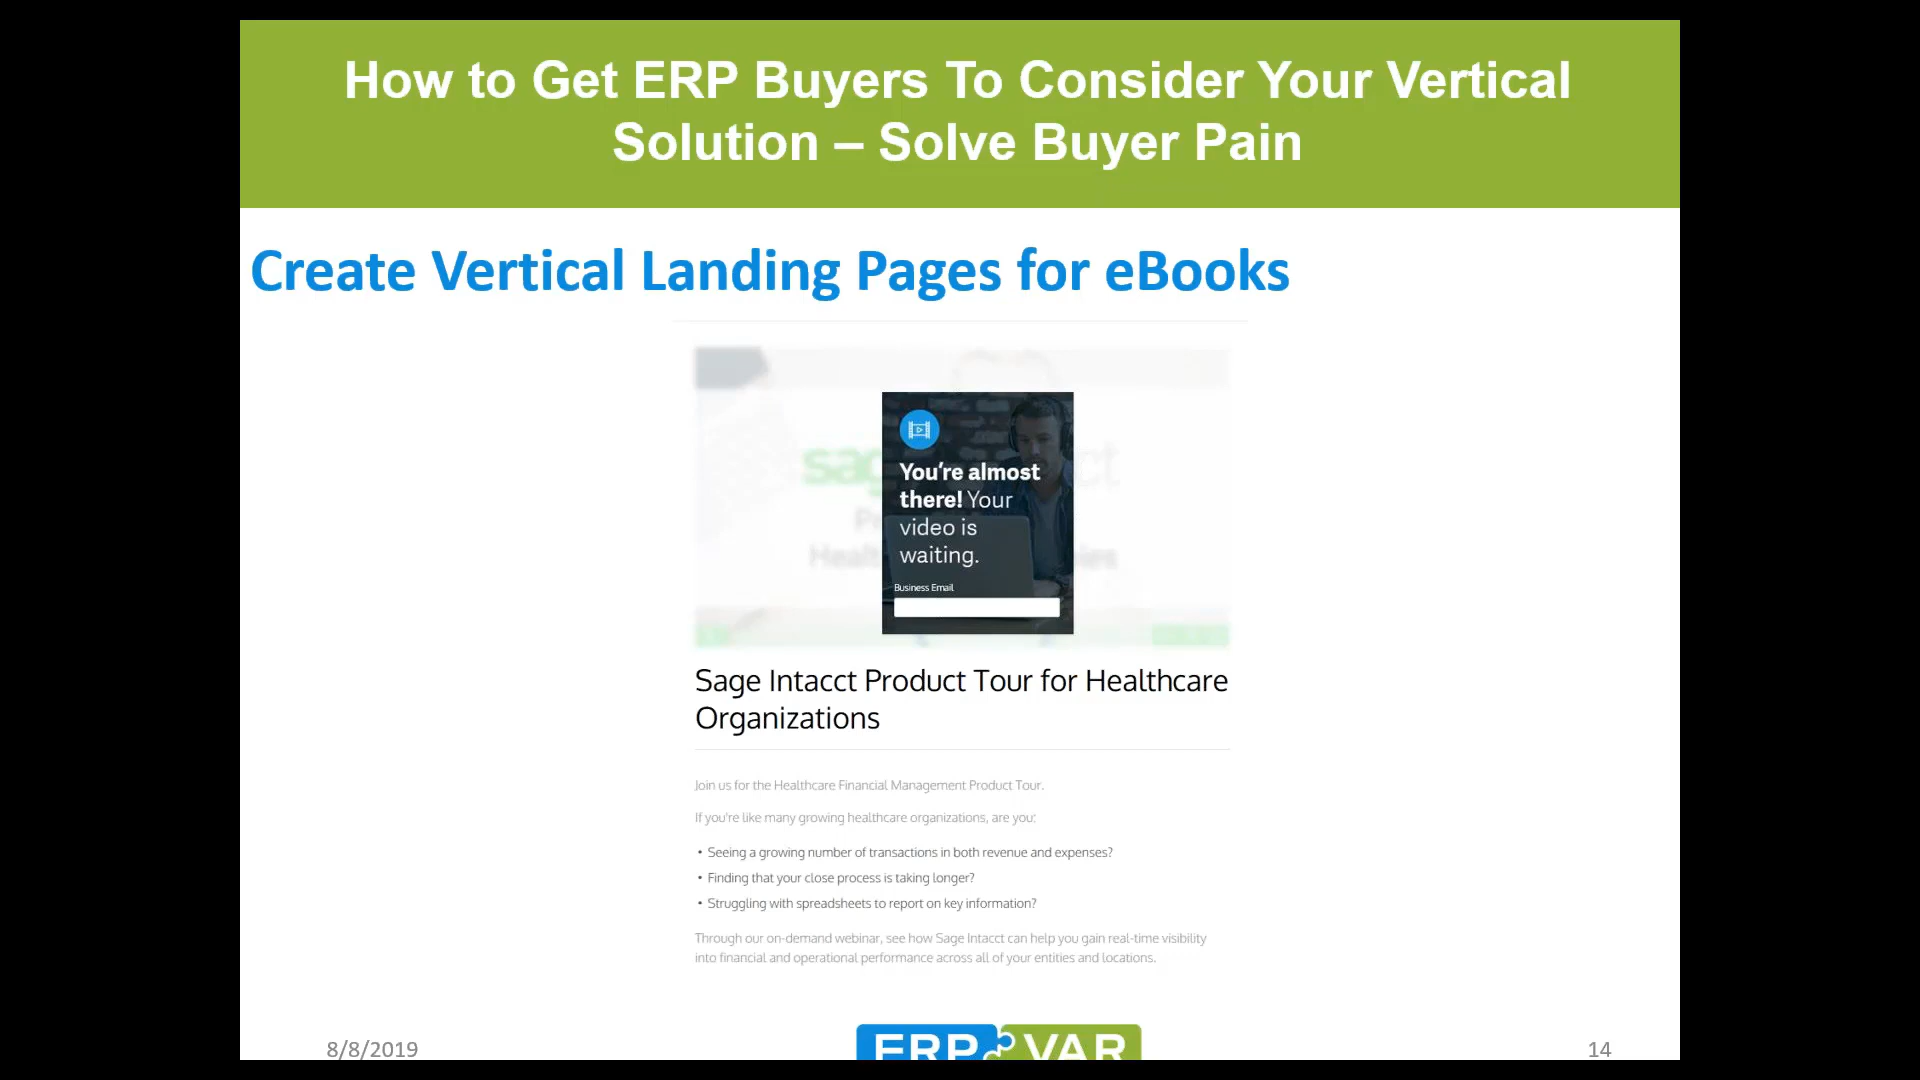 How to Get ERP Buyers To Consider Your Vertical
Solution – Solve Buyer Pain
Create Vertical Landing Pages for eBooks
sag
ct
You're almost
there! Your
video is
waiting.
Business Email
Sage Intacct Product Tour for Healthcare
Organizations
Join us for the Healthcare Financial Management Product Tour.
If you're like many growing healthcare organizations, are you:
• Seeing a growing number of transactions in both revenue and expenses?
• Finding that your close process is taking longer?
• Struggling with spreadsheets to report on key information?
Through our on-demand webinar, see how Sage Intacct can help you gain real-time visibility
into financial and operational performance across all of your entities and locations.
8/8/2019
ERP VAR
14